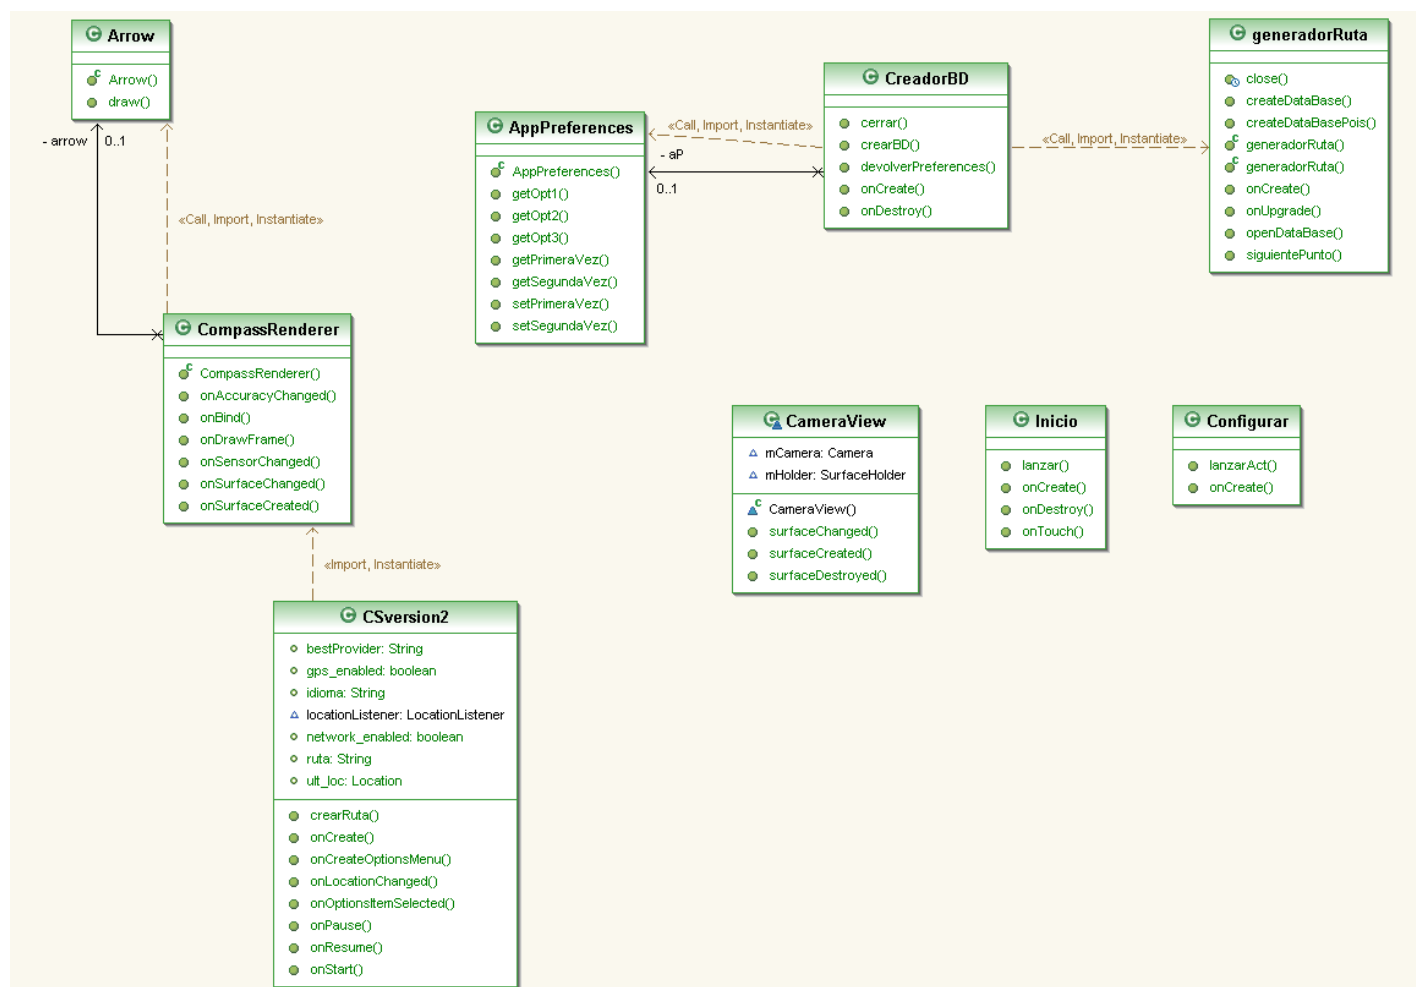 Arrow
Arrow()
draw()
- arrow
0..1
«Call, Import, Instantiate»
CompassRenderer
CompassRenderer()
onAccuracyChanged()
onBind()
onDrawFrame()
onSensorChanged()
onSurfaceChanged()
onSurfaceCreated()
«Import, Instantiate»
CSversion2
bestProvider: String
gps_enabled: boolean
idioma: String
locationListener: LocationListener
network_enabled: boolean
ruta: String
ult_loc: Location
crearRuta()
onCreate()
onCreateOptionsMenu()
onLocationChanged()
onOptionsItemSelected()
onPause()
onResume()
onStart()
AppPreferences
AppPreferences()
getOpt1()
getOpt2()
getOpt3()
getPrimeraVez()
getSegundaVez()
setPrimeraVez()
setSegundaVez()
«Call, Import, Instantiate»
- aP
0..1
CreadorBD
cerrar()
crearBD()
devolverPreferences()
onCreate()
onDestroy()
«Call, Import, Instantiate»
generadorRuta
close()
createDataBase()
createDataBasePois()
generadorRuta()
generadorRuta()
onCreate()
onUpgrade()
openDataBase()
siguientePunto()
CameraView
mCamera: Camera
mHolder: SurfaceHolder
CameraView()
surfaceChanged()
surfaceCreated()
surfaceDestroyed()
Inicio
lanzar()
onCreate()
onDestroy()
onTouch()
Configurar
lanzarAct()
onCreate()